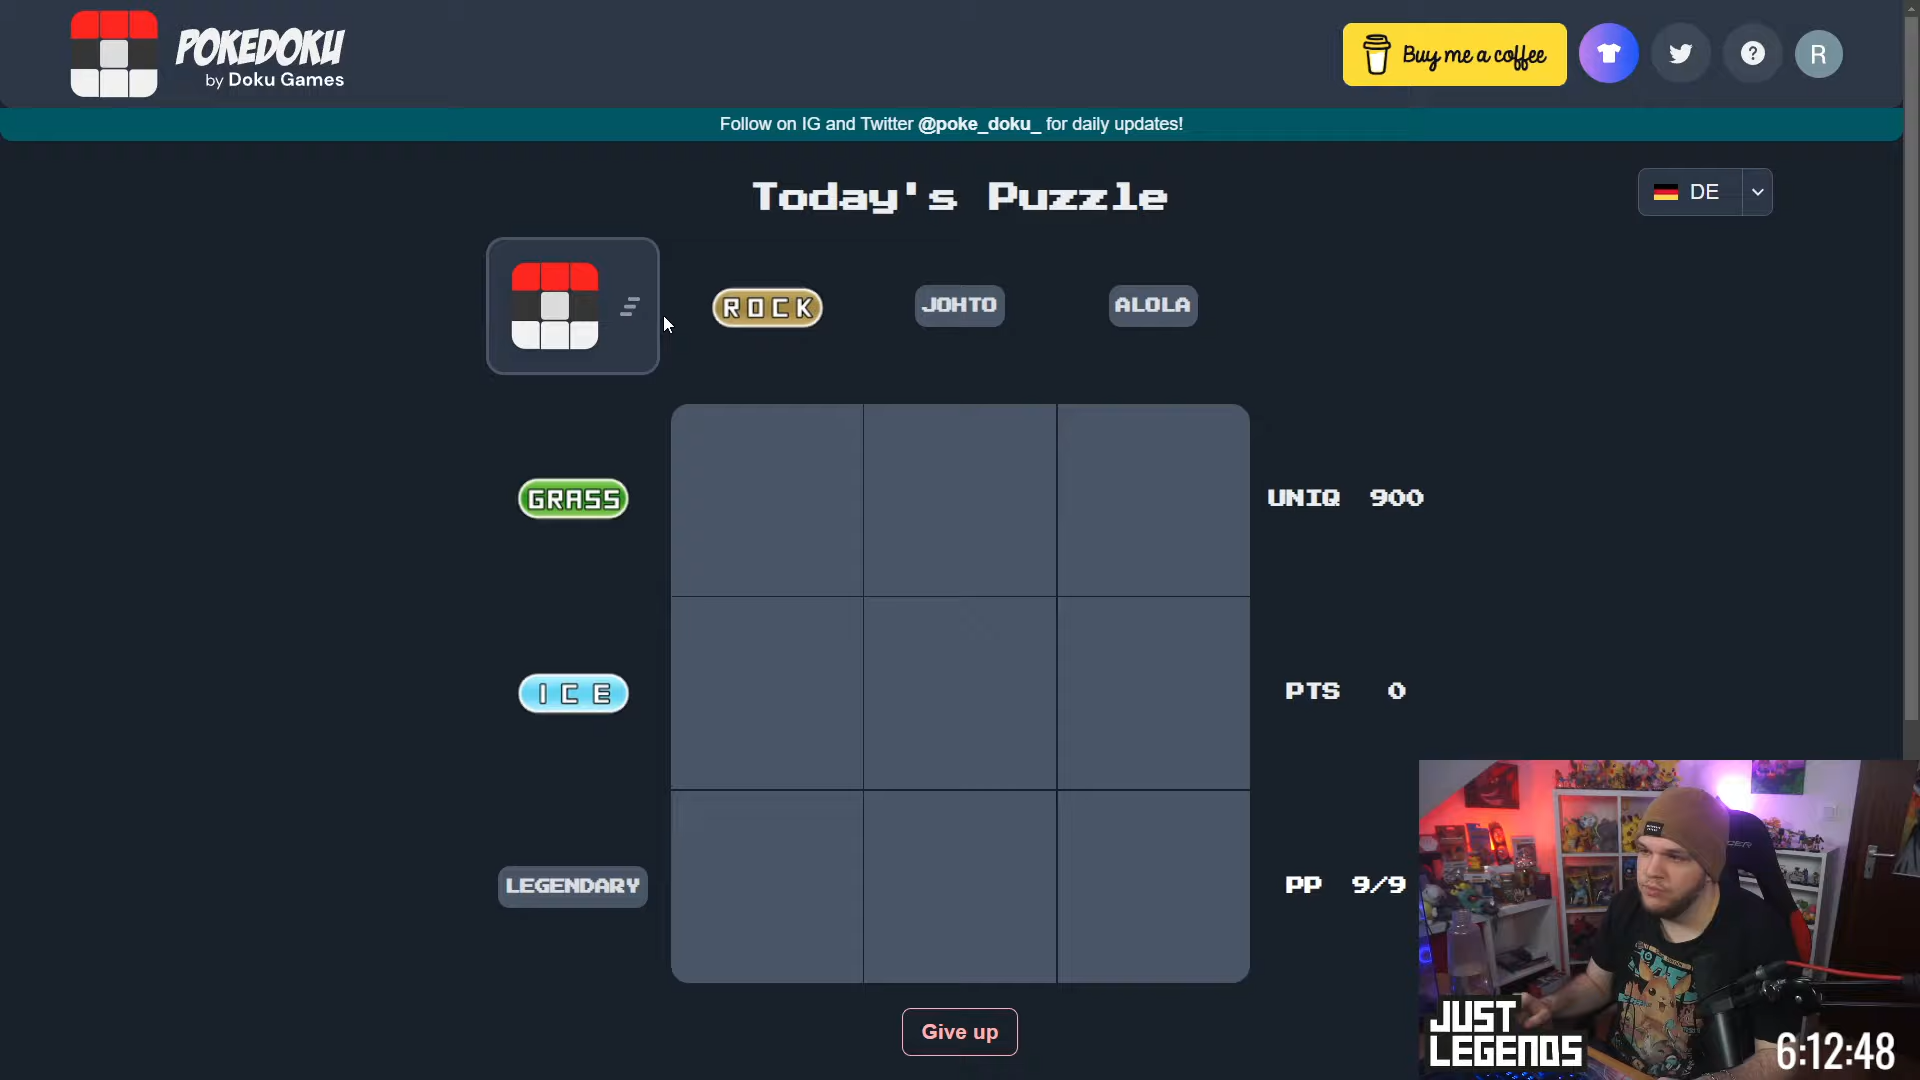 POKEDOKU
by Doku Games
Buy me a coffee
?
R
Follow on IG and Twitter @poke_doku_ for daily updates!
Today's Puzzle
DE
ROCK
JOHTO
ALOLA
GRASS
UNIQ 900
ICE
PTS 0
LEGENDARY
PP 9/9
Give up
JUST
LEGENDS
6:12:48